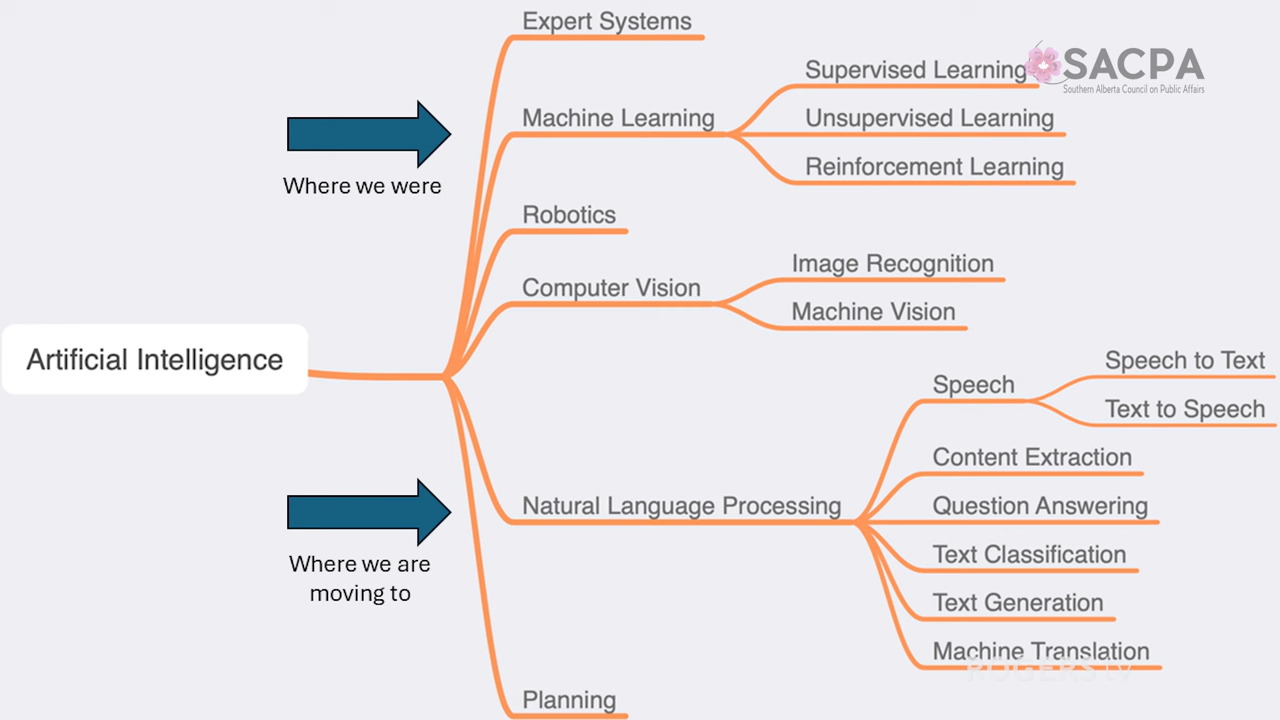 Expert Systems
SACPA
Southern Alberta Council on Public Affairs
Supervised Learning
Machine Learning
Unsupervised Learning
Where we were
Reinforcement Learning
Robotics
Image Recognition
Computer Vision
Machine Vision
Artificial Intelligence
Speech to Text
Speech
Text to Speech
Content Extraction
Natural Language Processing
Question Answering
Where we are
moving to
Text Classification
Text Generation
Machine Translation
ROGERS tv
Planning